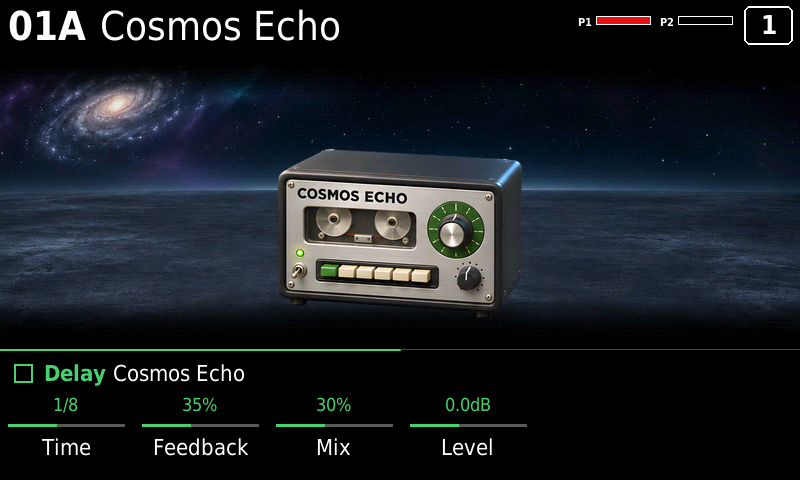 01A Cosmos Echo
P1 P2 1
COSMOS ECHO
Delay Cosmos Echo
1/8 35% 30% 0.0dB
Time Feedback Mix Level